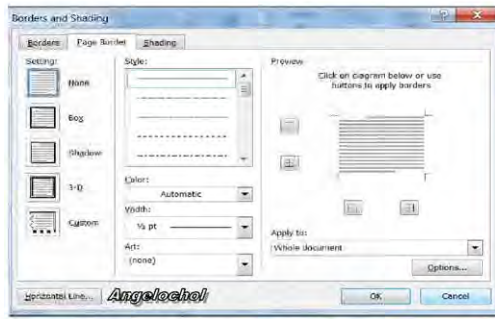 Borders and Shading
Borders Page Border Shading
Setting:
None
Box
Shadow
3-D
Custom
Style:
Color:
Automatic
Width:
½ pt
Art:
(none)
Preview
Click on diagram below or use
buttons to apply borders
Apply to:
Whole document
Options...
Horizontal Line... Angelochol OK Cancel